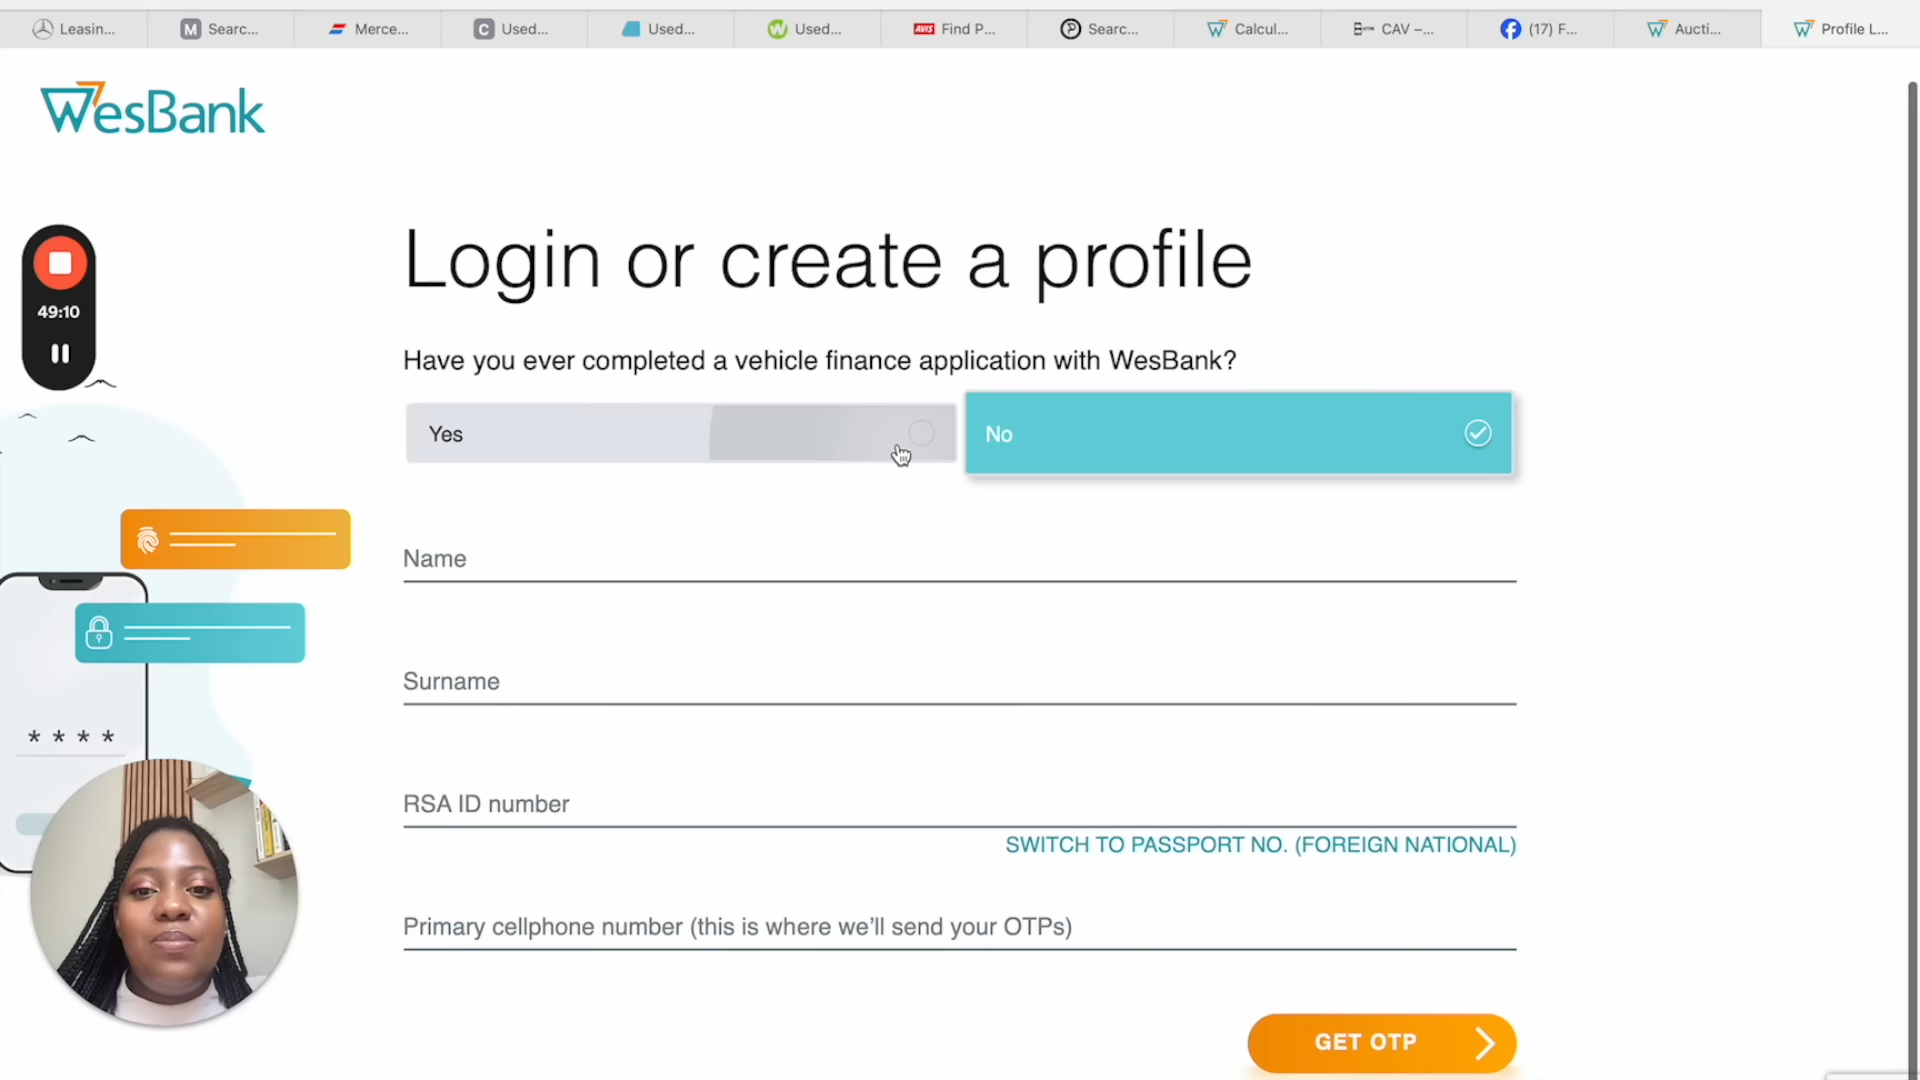 Leasin...
Searc...
Merce...
Used...
Used...
Used...
Find P...
Searc...
Calcul...
CAV –...
(17) F...
Aucti...
Profile L...
WesBank
Login or create a profile
49:10
Have you ever completed a vehicle finance application with WesBank?
Yes
No
Name
Surname
* * * *
RSA ID number
SWITCH TO PASSPORT NO. (FOREIGN NATIONAL)
Primary cellphone number (this is where we'll send your OTPs)
GET OTP